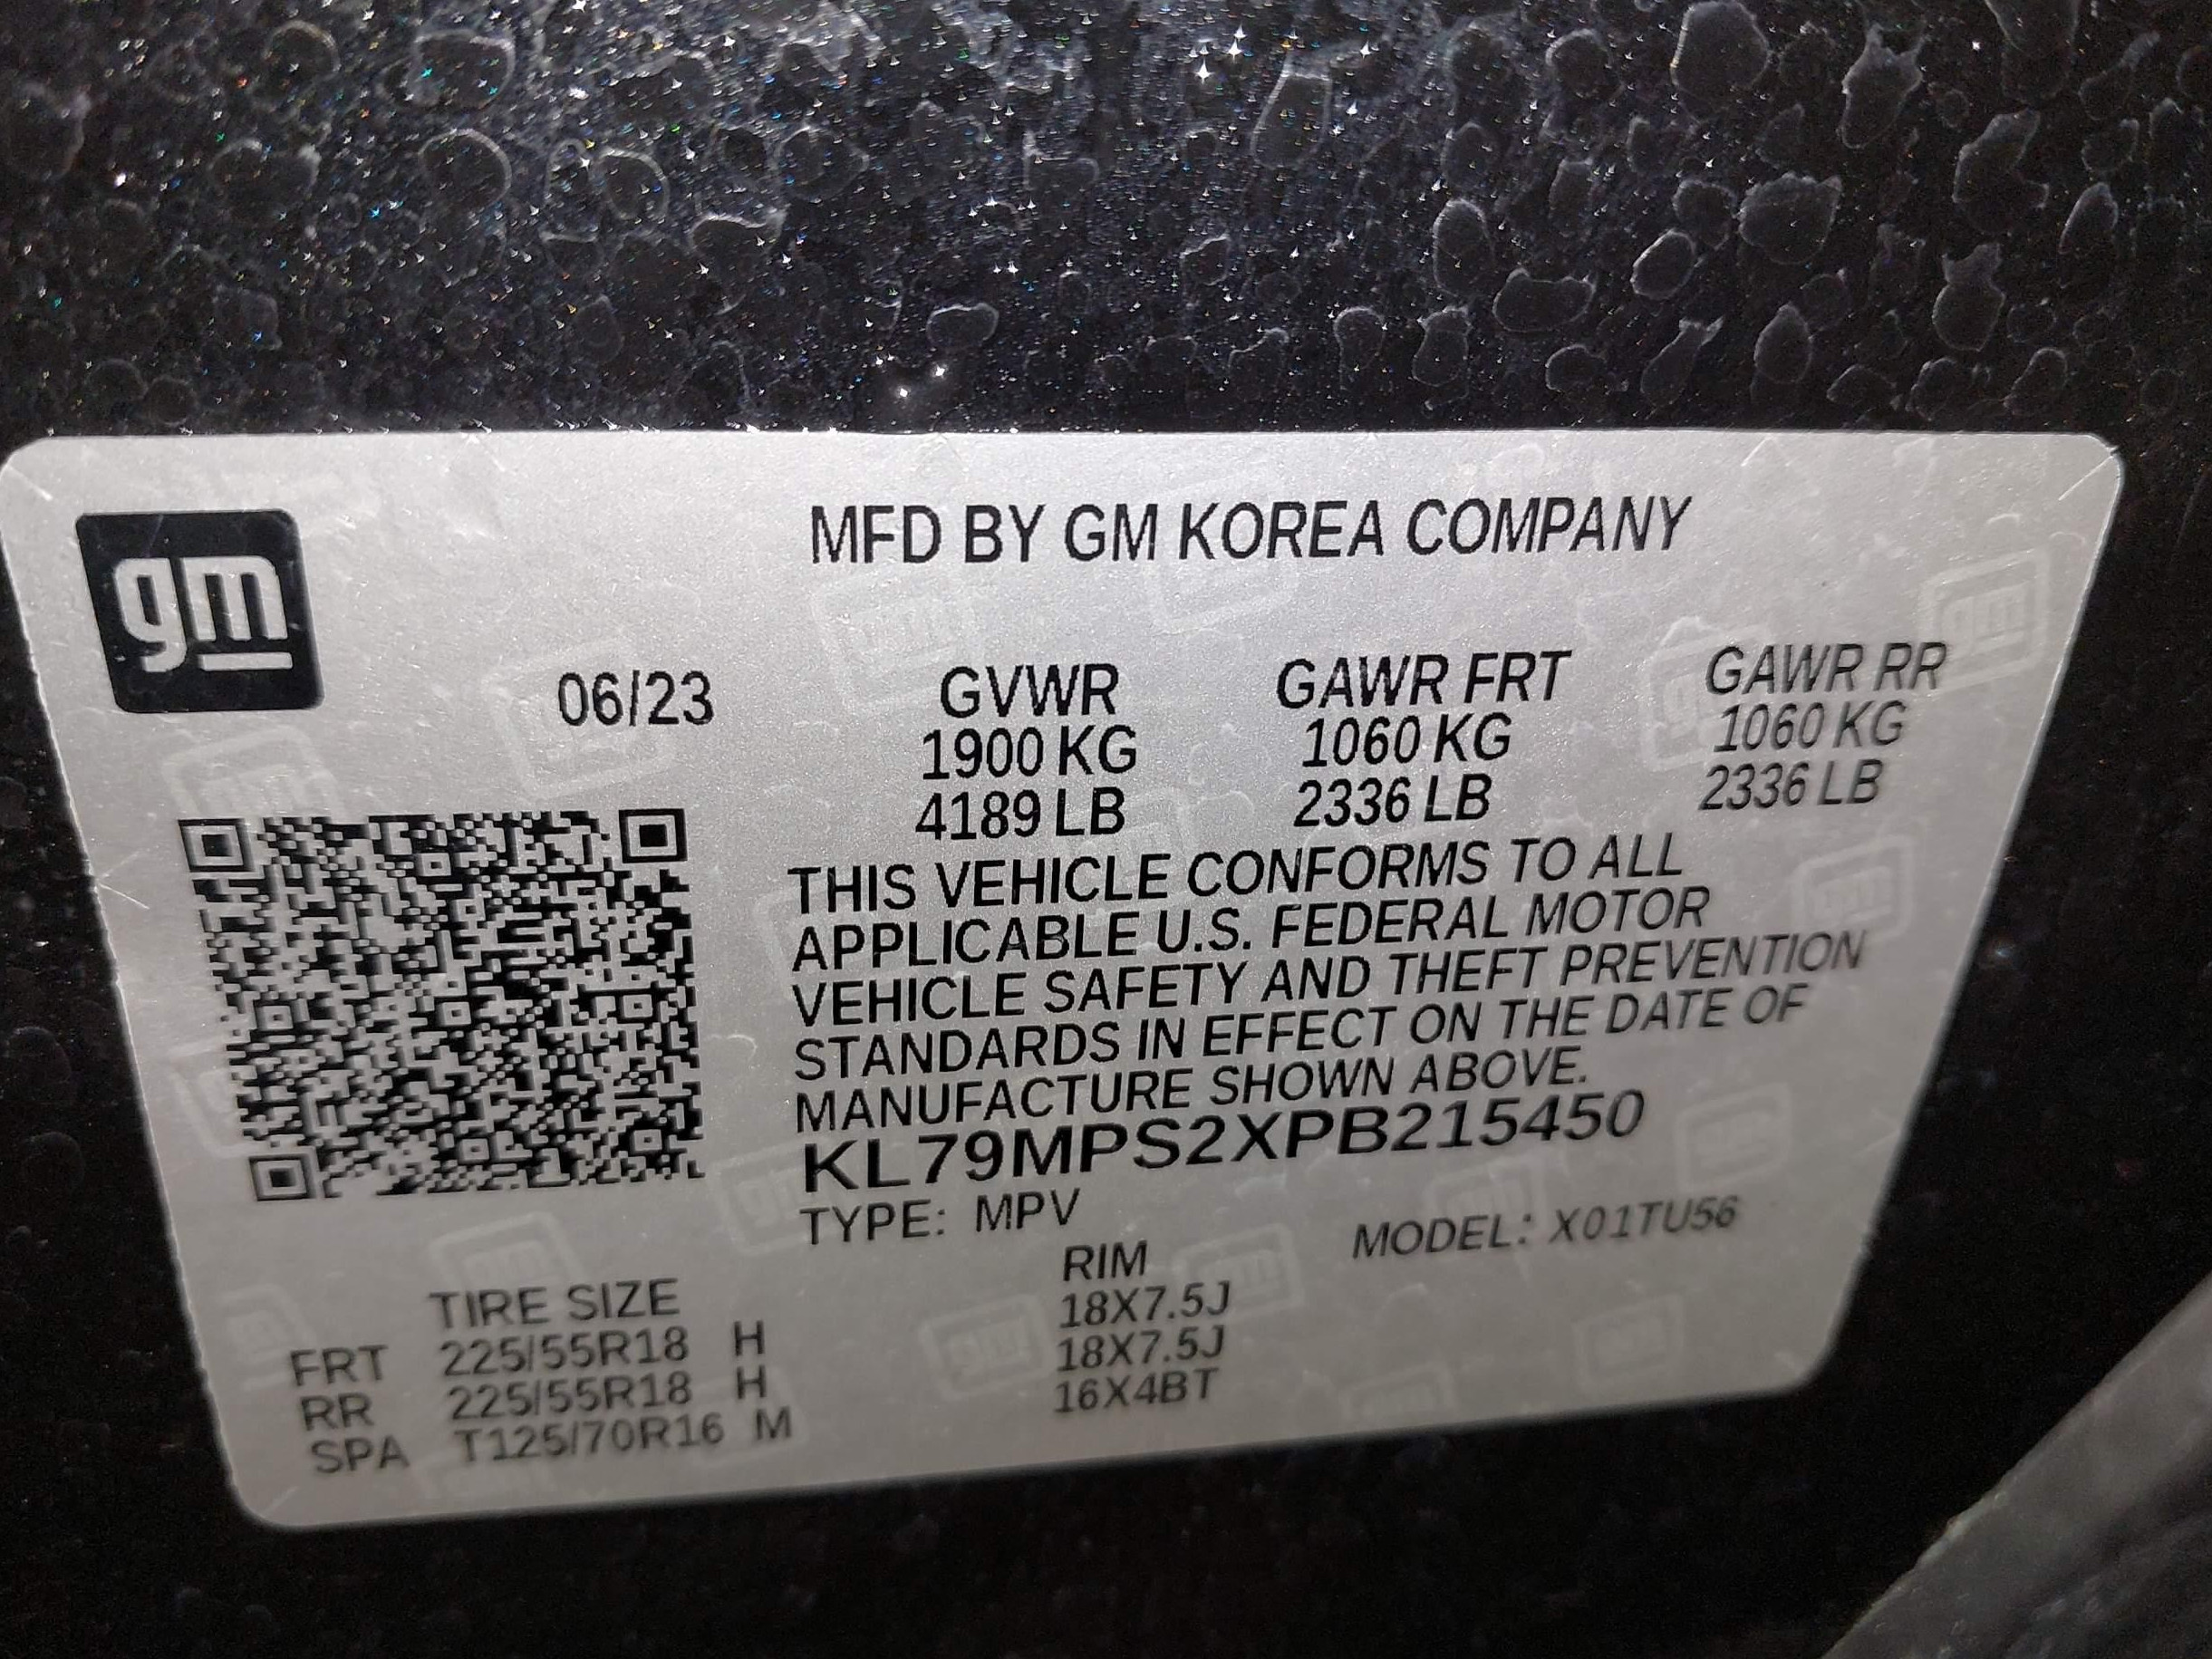 gm
MFD BY GM KOREA COMPANY
06/23
GVWR GAWR FRT GAWR RR
1900 KG 1060 KG 1060 KG
4189 LB 2336 LB 2336 LB
THIS VEHICLE CONFORMS TO ALL
APPLICABLE U.S. FEDERAL MOTOR
VEHICLE SAFETY AND THEFT PREVENTION
STANDARDS IN EFFECT ON THE DATE OF
MANUFACTURE SHOWN ABOVE.
KL79MPS2XPB215450
TYPE: MPV MODEL: X01TU56
TIRE SIZE RIM
FRT 225/55R18 H 18X7.5J
RR 225/55R18 H 18X7.5J
SPA T125/70R16 M 16X4BT